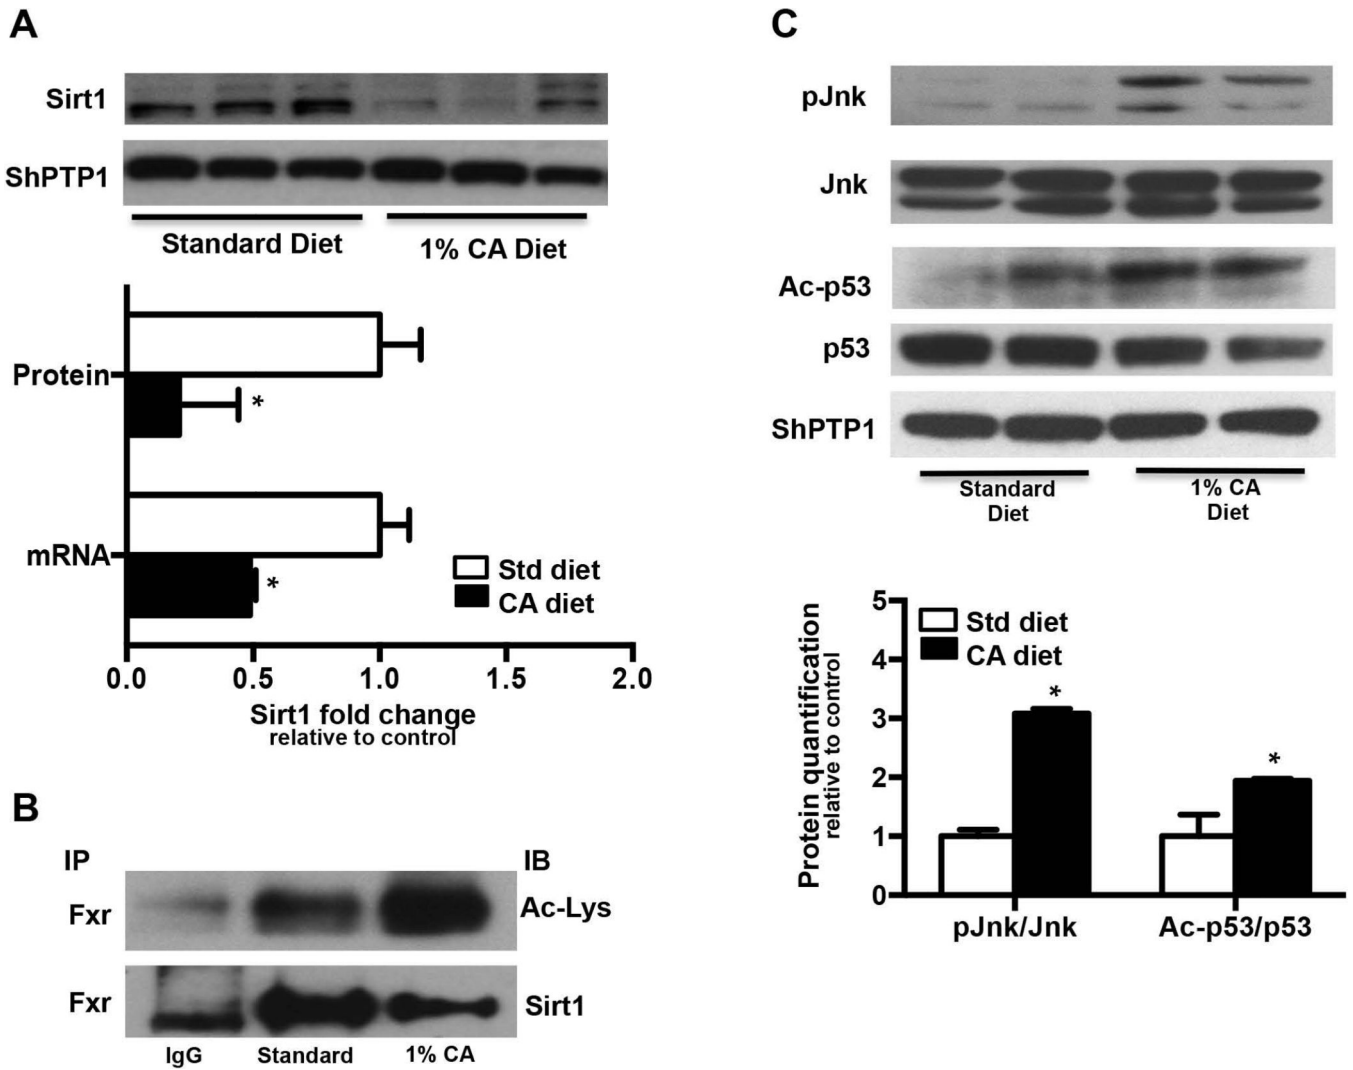 A
Sirt1
ShPTP1
Standard Diet
1% CA Diet
Protein
*
mRNA
*
Std diet
CA diet
0.0 0.5 1.0 1.5 2.0
Sirt1 fold change
relative to control
B
IP
IB
Fxr
Ac-Lys
Fxr
Sirt1
IgG
Standard
1% CA
C
pJnk
Jnk
Ac-p53
p53
ShPTP1
Standard
Diet
1% CA
Diet
Protein quantification
relative to control
5
4
3
2
1
0
Std diet
CA diet
*
*
pJnk/Jnk
Ac-p53/p53